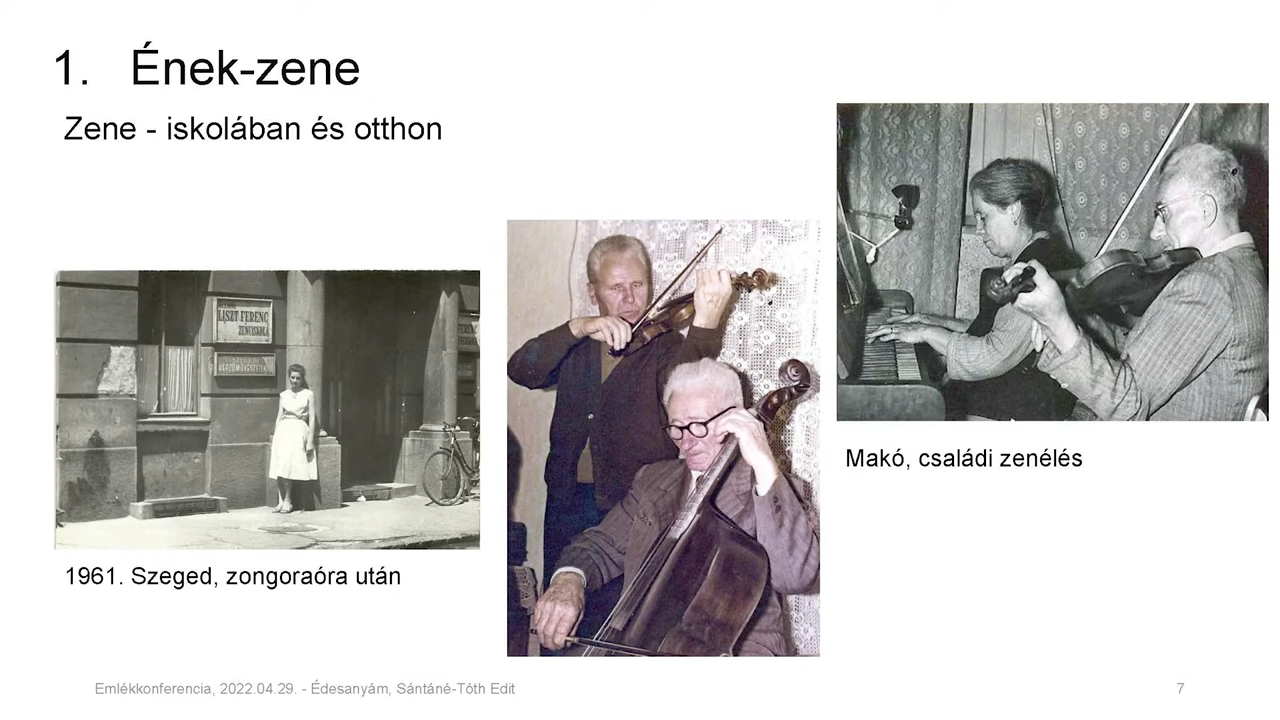 1. Ének-zene
Zene - iskolában és otthon
LISZT FERENC
ZENEISKOLA
1961. Szeged, zongoraóra után
Makó, családi zenélés
Emlékkonferencia, 2022.04.29. - Édesanyám, Sántáné-Tóth Edit
7